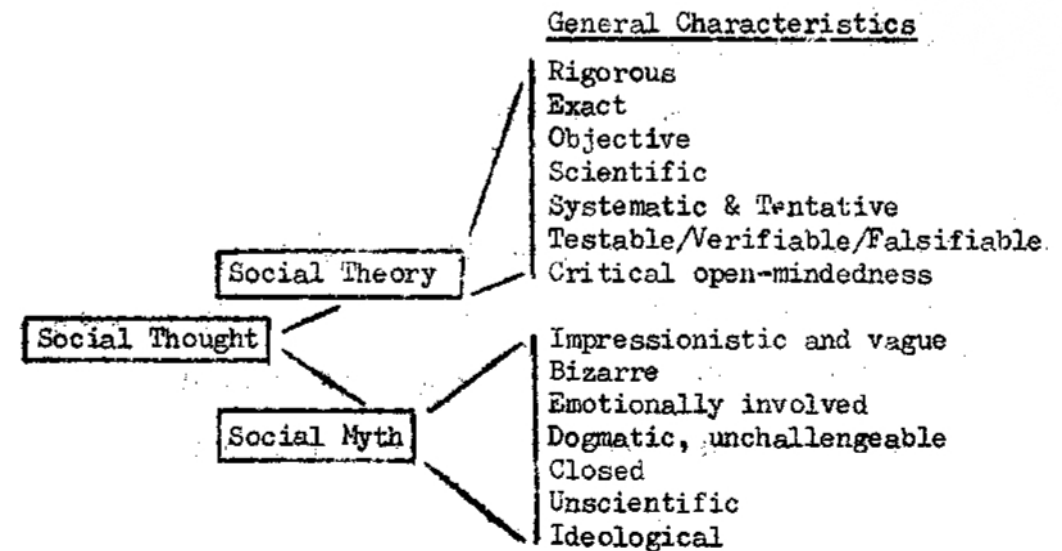 General Characteristics
Rigorous
Exact
Objective
Scientific
Systematic & Tentative
Testable/Verifiable/Falsifiable
Social Theory
Critical open-mindedness
Social Thought
Impressionistic and vague
Bizarre
Emotionally involved
Social Myth
Dogmatic, unchallengeable
Closed
Unscientific
Ideological